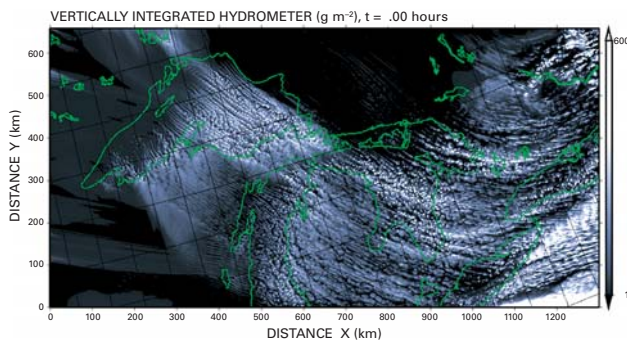 VERTICALLY INTEGRATED HYDROMETER (g m⁻²), t = .00 hours
600
600
500
400
300
200
100
0
DISTANCE Y (km)
1
0 100 200 300 400 500 600 700 800 900 1000 1100 1200
DISTANCE X (km)